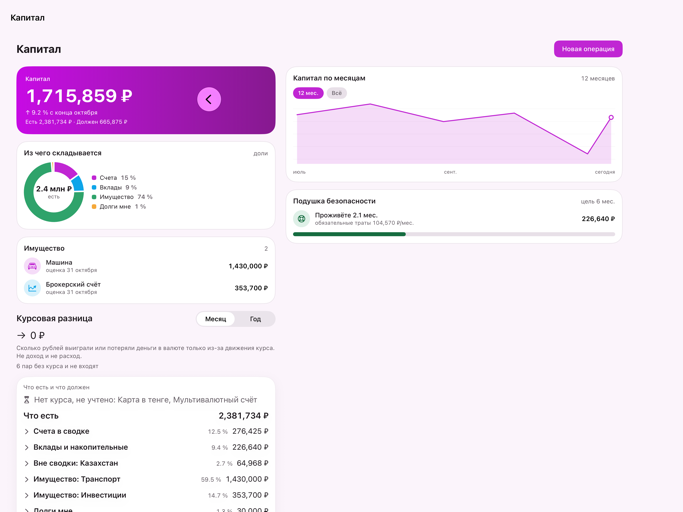 Капитал
Капитал
Новая операция
Капитал
1,715,859 ₽
↑ 9.2 % с конца октября
Есть 2,381,734 ₽ · Должен 665,875 ₽
Из чего складывается
доли
2.4 млн ₽
есть
Счета 15 %
Вклады 9 %
Имущество 74 %
Долги мне 1 %
Имущество
2
Машина
оценка 31 октября
1,430,000 ₽
Брокерский счёт
оценка 31 октября
353,700 ₽
Курсовая разница
Месяц
Год
→ 0 ₽
Сколько рублей выиграли или потеряли деньги в валюте только из-за движения курса.
Не доход и не расход.
6 пар без курса и не входят
Что есть и что должен
Нет курса, не учтено: Карта в тенге, Мультивалютный счёт
Что есть 2,381,734 ₽
Счета в сводке 12.5 % 276,425 ₽
Вклады и накопительные 9.4 % 226,640 ₽
Вне сводки: Казахстан 2.7 % 64,968 ₽
Имущество: Транспорт 59.5 % 1,430,000 ₽
Имущество: Инвестиции 14.7 % 353,700 ₽
Долги мне 1.3 % 30,000 ₽
Капитал по месяцам
12 месяцев
12 мес.
Всё
июль
сент.
сегодня
Подушка безопасности
цель 6 мес.
Проживёте 2.1 мес.
обязательные траты 104,570 ₽/мес.
226,640 ₽